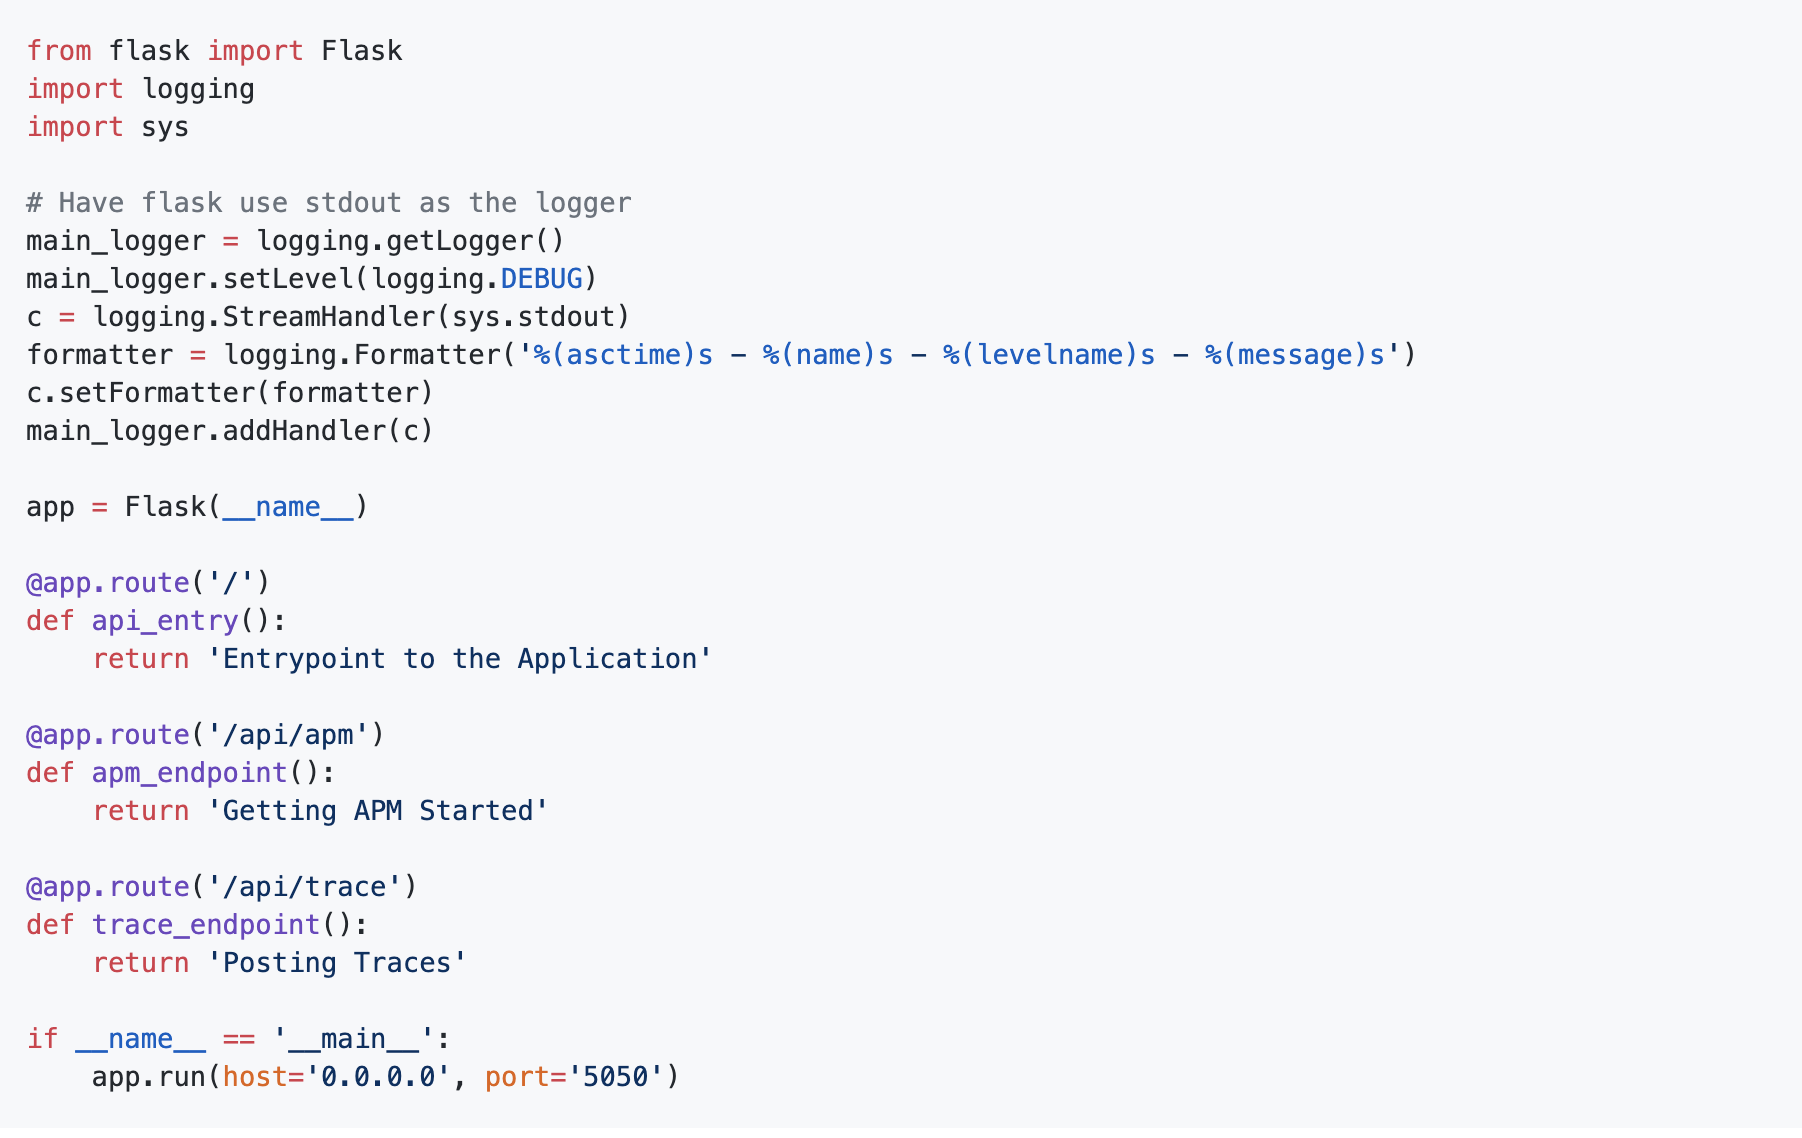 from flask import Flask
import logging
import sys

# Have flask use stdout as the logger
main_logger = logging.getLogger()
main_logger.setLevel(logging.DEBUG)
c = logging.StreamHandler(sys.stdout)
formatter = logging.Formatter('%(asctime)s - %(name)s - %(levelname)s - %(message)s')
c.setFormatter(formatter)
main_logger.addHandler(c)

app = Flask(__name__)

@app.route('/')
def api_entry():
    return 'Entrypoint to the Application'

@app.route('/api/apm')
def apm_endpoint():
    return 'Getting APM Started'

@app.route('/api/trace')
def trace_endpoint():
    return 'Posting Traces'

if __name__ == '__main__':
    app.run(host='0.0.0.0', port='5050')